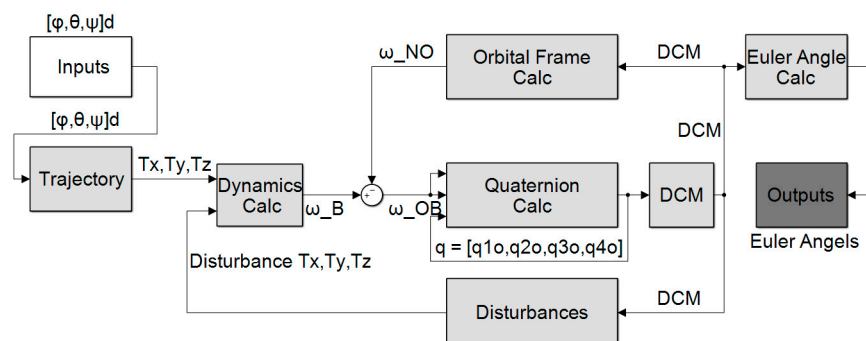 [φ,θ,ψ]d
Inputs
[φ,θ,ψ]d
Trajectory
Tx,Ty,Tz
Dynamics
Calc
ω_B
ω_NO
+
−
ω_OB
Orbital Frame
Calc
DCM
Euler Angle
Calc
DCM
Quaternion
Calc
DCM
Outputs
Euler Angels
q = [q1o,q2o,q3o,q4o]
Disturbance Tx,Ty,Tz
Disturbances
DCM